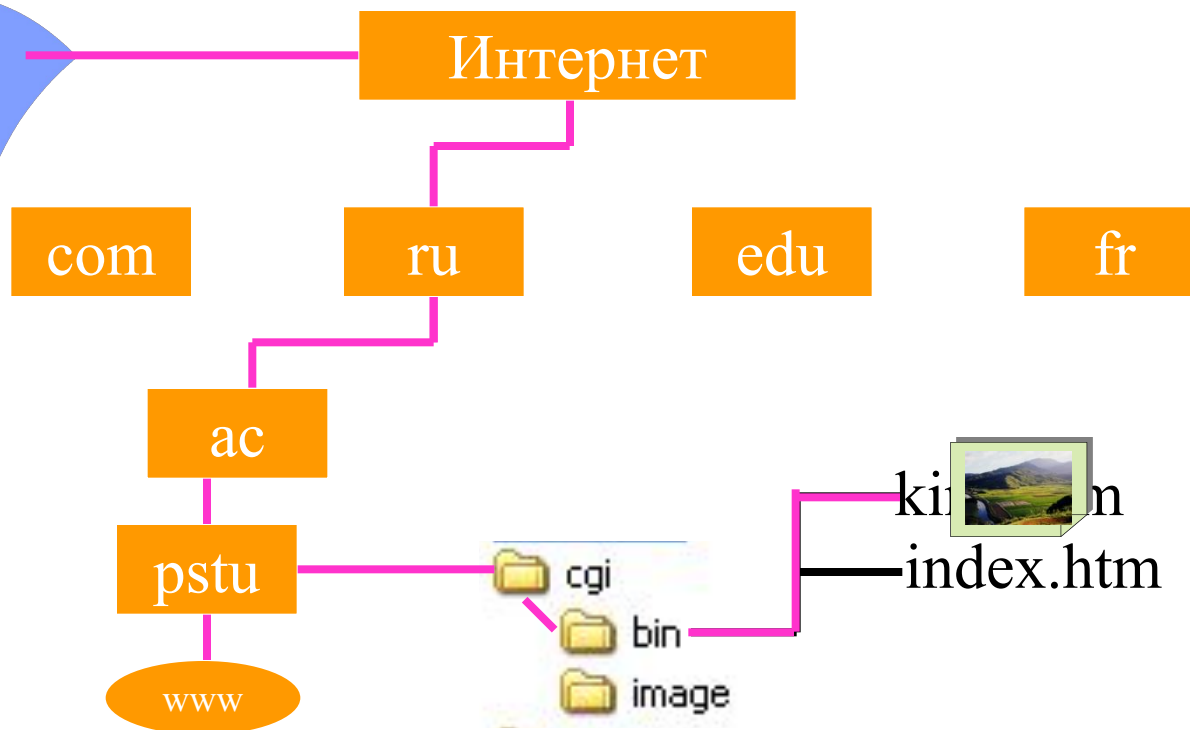 Интернет
com
ru
edu
fr
ac
pstu
www
cgi
bin
image
index.htm